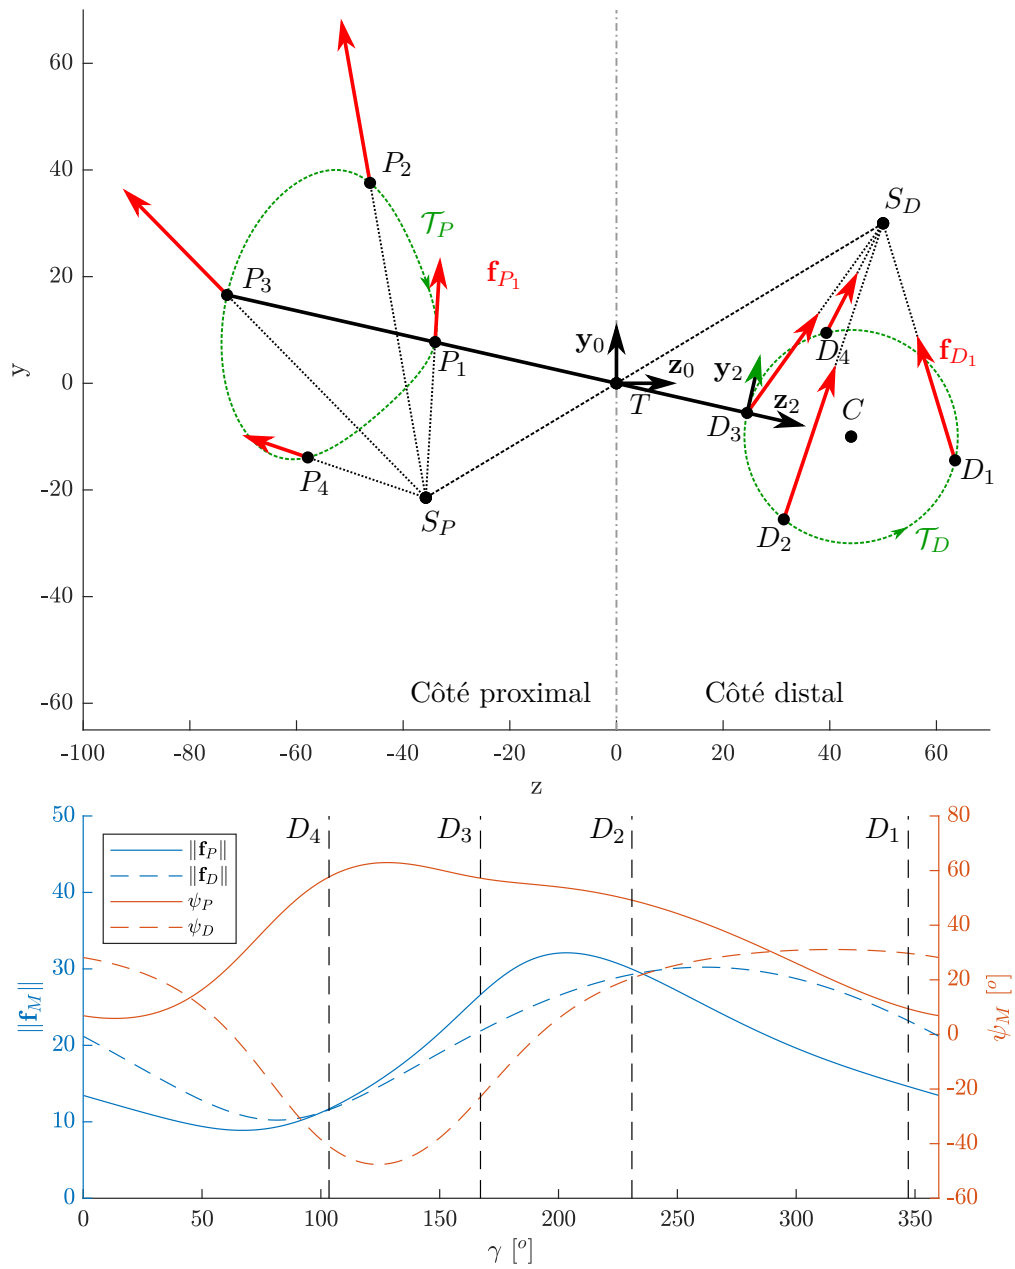 60
40
20
0
-20
-40
-60
y
P₂
𝒯_P
P₃
f_P₁
P₁
P₄
S_P
y₀
z₀
T
S_D
D₄
f_D₁
y₂
z₂
D₃
C
D₁
D₂
𝒯_D
Côté proximal
Côté distal
-100 -80 -60 -40 -20 0 20 40 60
z
50
40
30
20
10
0
‖f_M‖
D₄ D₃ D₂ D₁
‖f_P‖
‖f_D‖
ψ_P
ψ_D
80
60
40
20
0
-20
-40
-60
ψ_M [°]
0 50 100 150 200 250 300 350
γ [°]